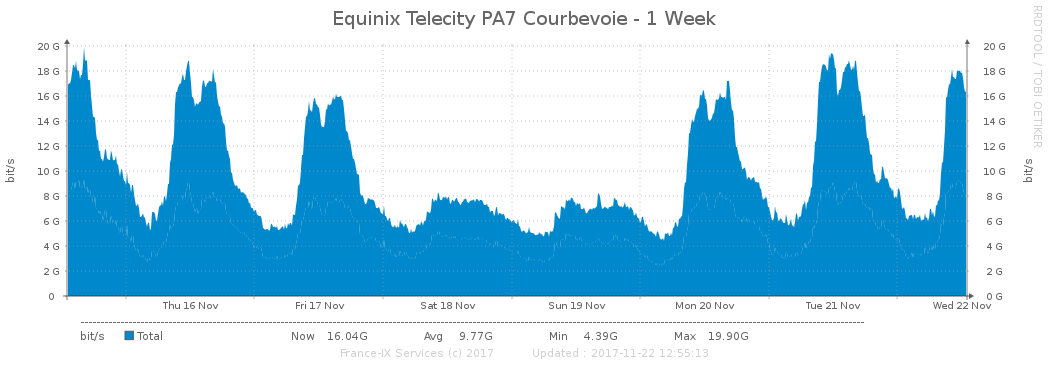 Equinix Telecity PA7 Courbevoie - 1 Week
RRDTOOL / TOBI OETIKER
bit/s
20 G
18 G
16 G
14 G
12 G
10 G
8 G
6 G
4 G
2 G
0
20 G
18 G
16 G
14 G
12 G
10 G
8 G
6 G
4 G
2 G
0 G
bit/s
Thu 16 Nov Fri 17 Nov Sat 18 Nov Sun 19 Nov Mon 20 Nov Tue 21 Nov Wed 22 Nov
bit/s Total Now 16.04G Avg 9.77G Min 4.39G Max 19.90G
France-IX Services (c) 2017 Updated : 2017-11-22 12:55:13